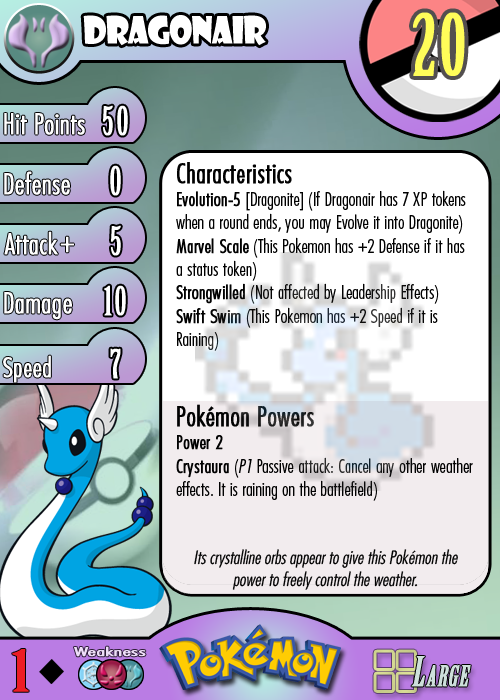 DRAGONAIR
20
Hit Points 50
Defense 0
Attack+ 5
Damage 10
Speed 7
Characteristics
Evolution-5 [Dragonite] (If Dragonair has 7 XP tokens
when a round ends, you may Evolve it into Dragonite)
Marvel Scale (This Pokemon has +2 Defense if it has
a status token)
Strongwilled (Not affected by Leadership Effects)
Swift Swim (This Pokemon has +2 Speed if it is
Raining)
Pokémon Powers
Power 2
Crystaura (P1 Passive attack: Cancel any other weather
effects. It is raining on the battlefield)
Its crystalline orbs appear to give this Pokémon the
power to freely control the weather.
1 ◆ Weakness
POKéMON
LARGE